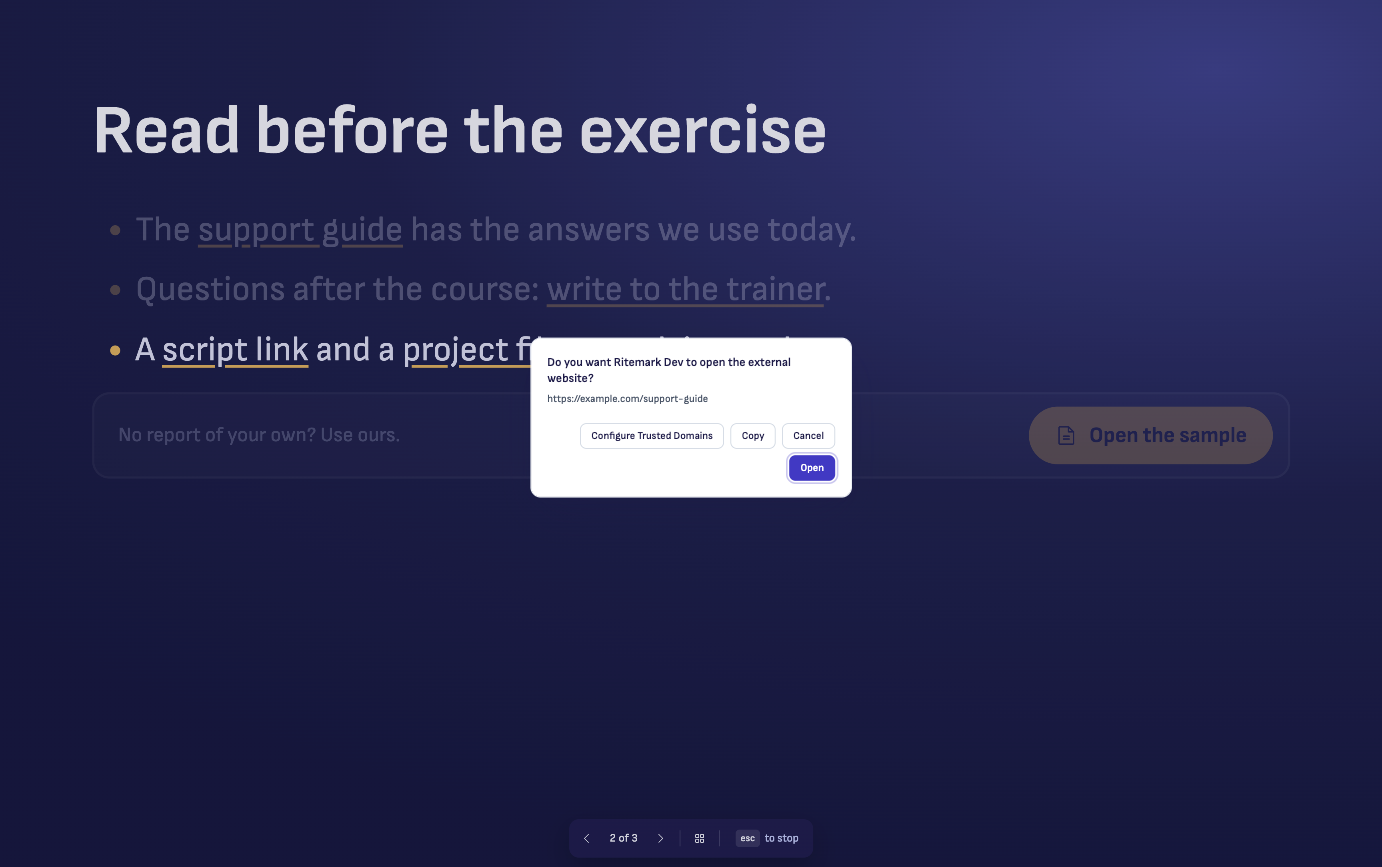 Read before the exercise
The support guide has the answers we use today.
Questions after the course: write to the trainer.
A script link and a project
Do you want Ritemark Dev to open the external
website?
https://example.com/support-guide
Configure Trusted Domains
Copy
Cancel
Open
No report of your own? Use ours.
Open the sample
2 of 3
esc to stop